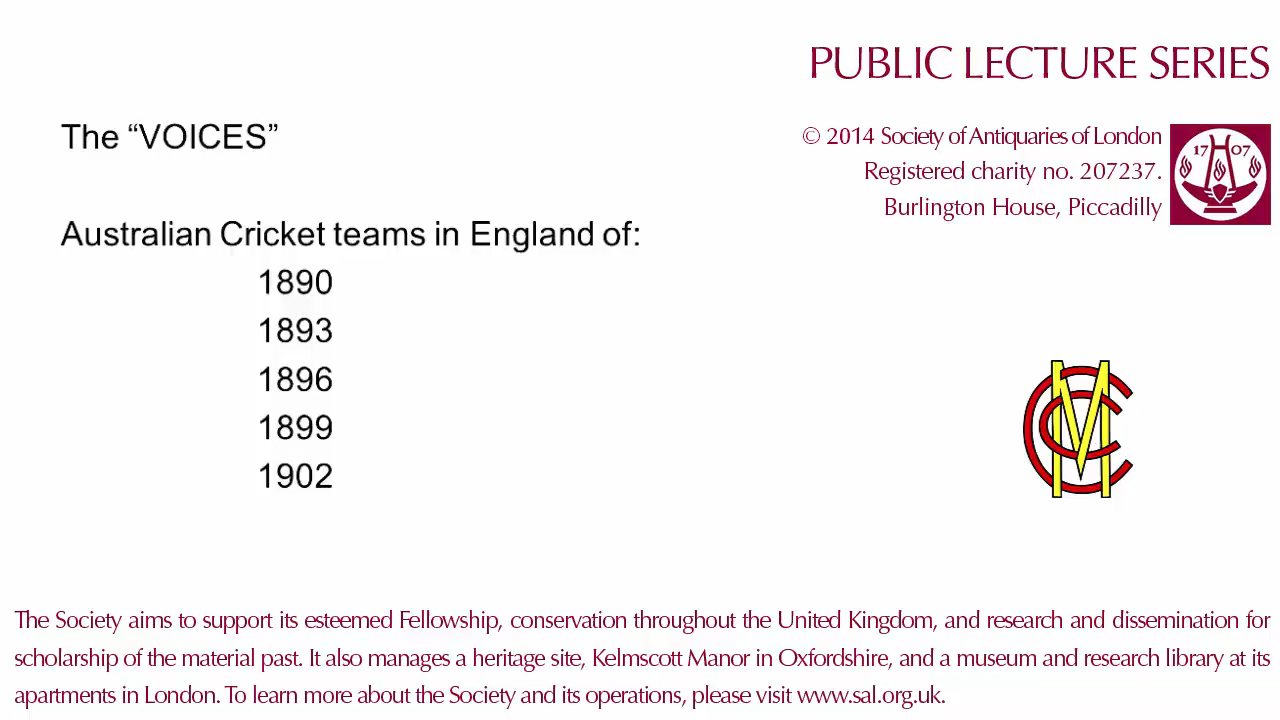 PUBLIC LECTURE SERIES
The “VOICES”
© 2014 Society of Antiquaries of London
Registered charity no. 207237.
Burlington House, Piccadilly
17 07
Australian Cricket teams in England of:
1890
1893
1896
1899
1902
MCC
The Society aims to support its esteemed Fellowship, conservation throughout the United Kingdom, and research and dissemination for
scholarship of the material past. It also manages a heritage site, Kelmscott Manor in Oxfordshire, and a museum and research library at its
apartments in London. To learn more about the Society and its operations, please visit www.sal.org.uk.